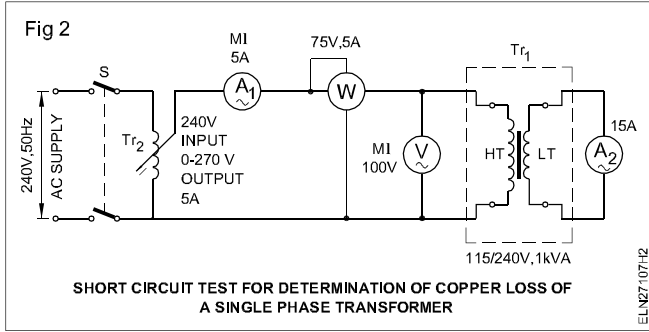 Fig 2
S
240V,50Hz
AC SUPPLY
Tr2
240V
INPUT
0-270 V
OUTPUT
5A
MI
5A
A1
75V,5A
W
MI
100V
V
Tr1
HT
LT
15A
A2
115/240V,1kVA
SHORT CIRCUIT TEST FOR DETERMINATION OF COPPER LOSS OF
A SINGLE PHASE TRANSFORMER
ELN27107H2